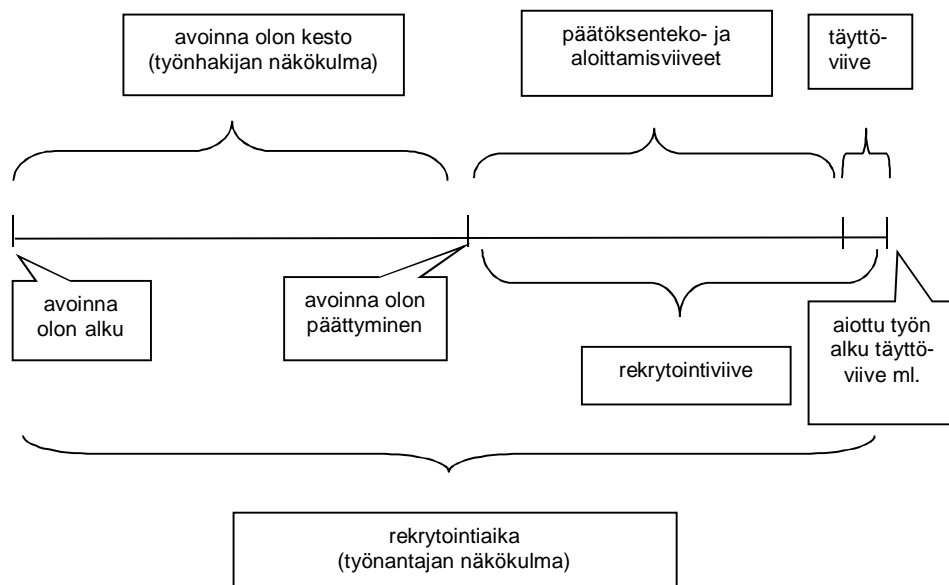 avoinna olon kesto
(työnhakijan näkökulma)
päätöksenteko- ja
aloittamisviiveet
täyttö-
viive
avoinna
olon alku
avoinna olon
päättyminen
rekrytointiviive
aiottu työn
alku täyttö-
viive ml.
rekrytointiaika
(työnantajan näkökulma)